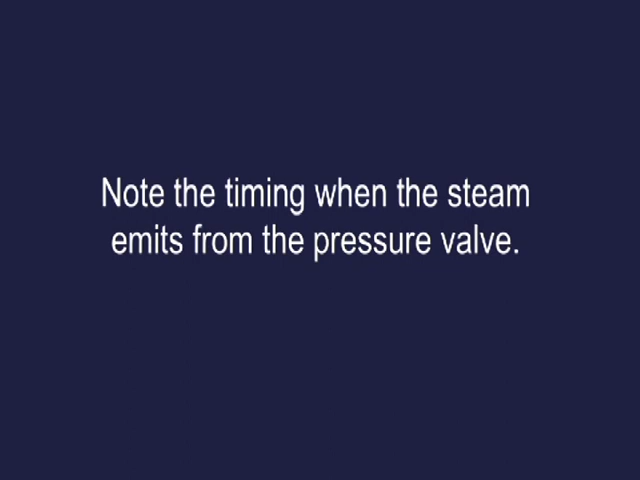 Note the timing when the steam
emits from the pressure valve.